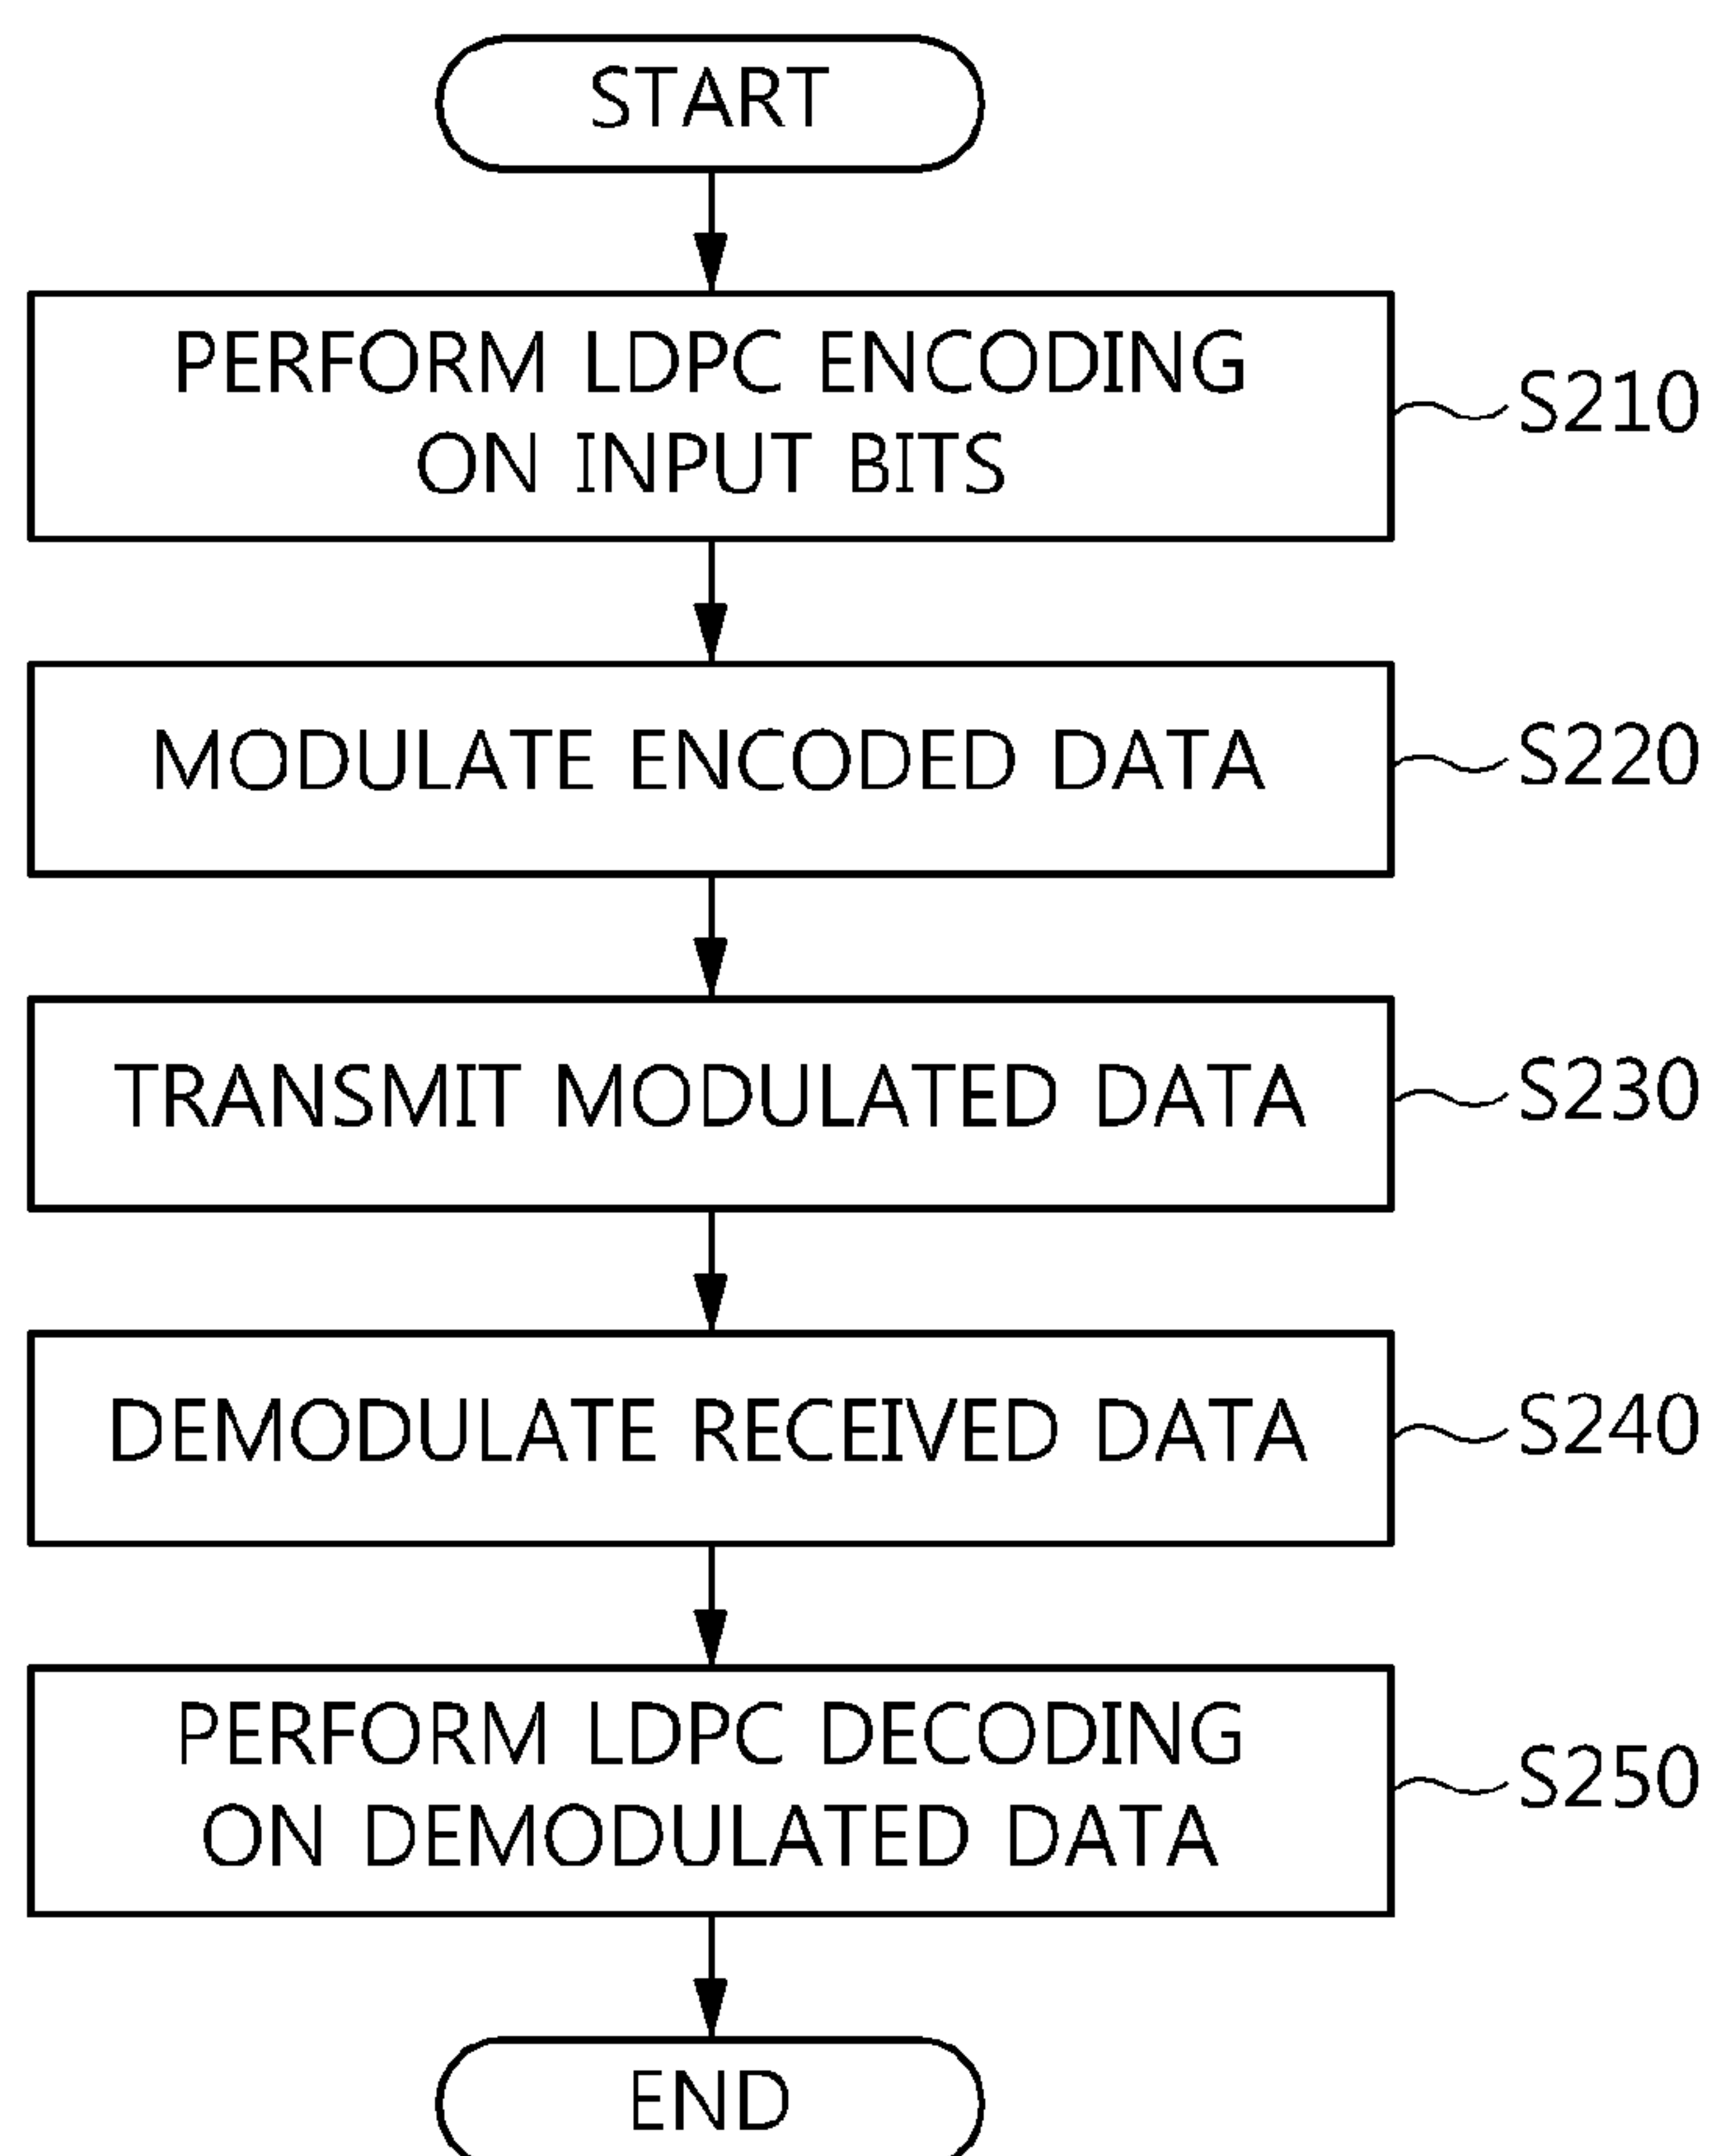 START
PERFORM LDPC ENCODING
ON INPUT BITS
S210
MODULATE ENCODED DATA
S220
TRANSMIT MODULATED DATA
S230
DEMODULATE RECEIVED DATA
S240
PERFORM LDPC DECODING
ON DEMODULATED DATA
S250
END